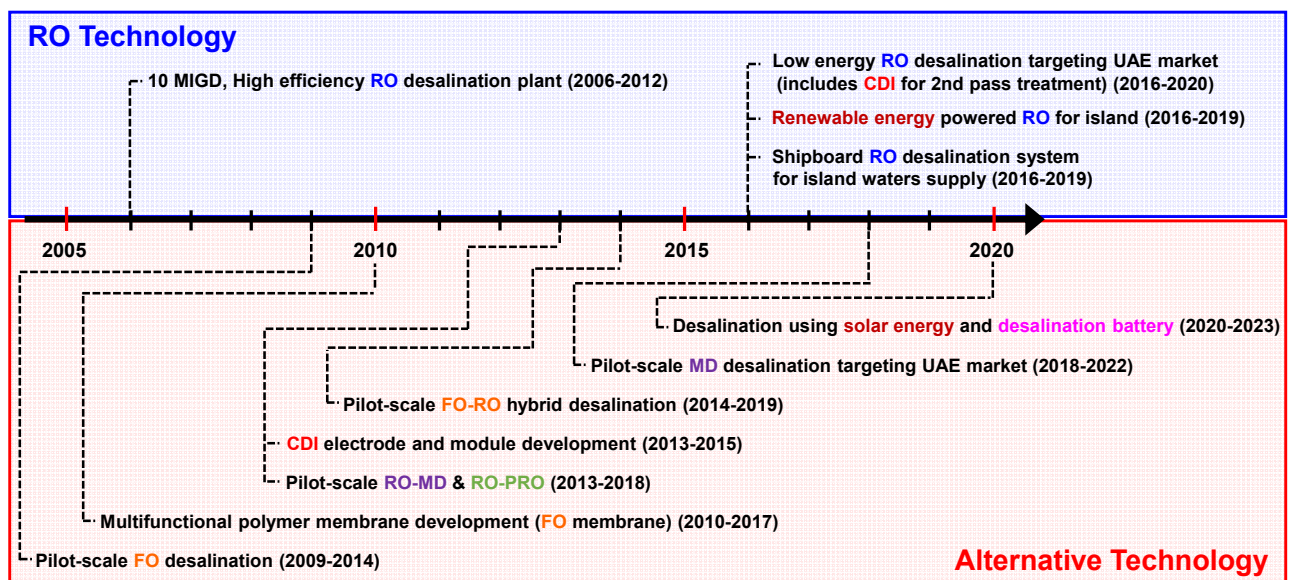 RO Technology
10 MIGD, High efficiency RO desalination plant (2006-2012)
Low energy RO desalination targeting UAE market
(includes CDI for 2nd pass treatment) (2016-2020)
Renewable energy powered RO for island (2016-2019)
Shipboard RO desalination system
for island waters supply (2016-2019)
2005
2010
2015
2020
Desalination using solar energy and desalination battery (2020-2023)
Pilot-scale MD desalination targeting UAE market (2018-2022)
Pilot-scale FO-RO hybrid desalination (2014-2019)
CDI electrode and module development (2013-2015)
Pilot-scale RO-MD & RO-PRO (2013-2018)
Multifunctional polymer membrane development (FO membrane) (2010-2017)
Pilot-scale FO desalination (2009-2014)
Alternative Technology